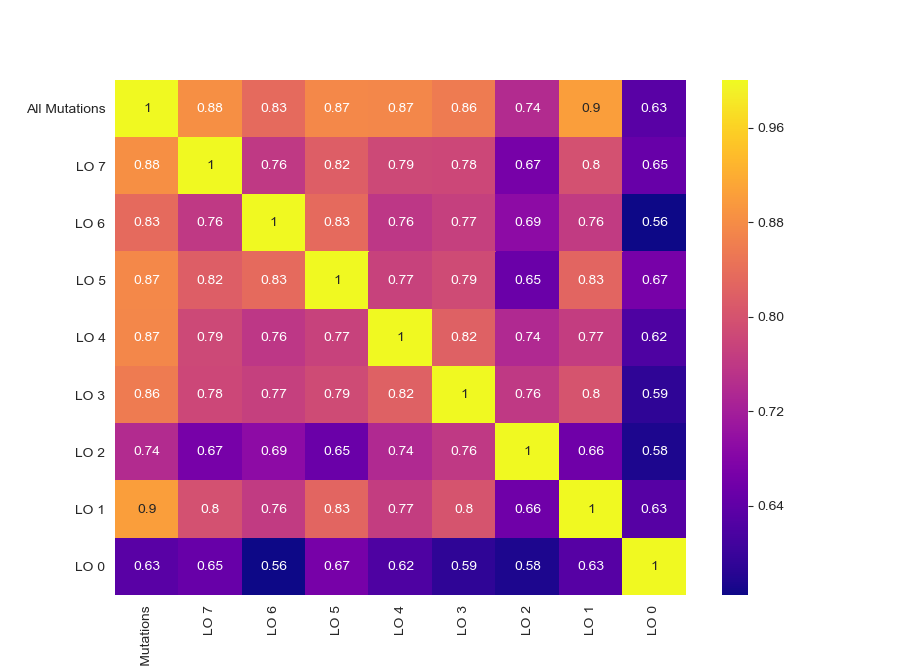 All Mutations 1 0.88 0.83 0.87 0.87 0.86 0.74 0.9 0.63
LO 7 0.88 1 0.76 0.82 0.79 0.78 0.67 0.8 0.65
LO 6 0.83 0.76 1 0.83 0.76 0.77 0.69 0.76 0.56
LO 5 0.87 0.82 0.83 1 0.77 0.79 0.65 0.83 0.67
LO 4 0.87 0.79 0.76 0.77 1 0.82 0.74 0.77 0.62
LO 3 0.86 0.78 0.77 0.79 0.82 1 0.76 0.8 0.59
LO 2 0.74 0.67 0.69 0.65 0.74 0.76 1 0.66 0.58
LO 1 0.9 0.8 0.76 0.83 0.77 0.8 0.66 1 0.63
LO 0 0.63 0.65 0.56 0.67 0.62 0.59 0.58 0.63 1
Mutations LO 7 LO 6 LO 5 LO 4 LO 3 LO 2 LO 1 LO 0
0.96
0.88
0.80
0.72
0.64